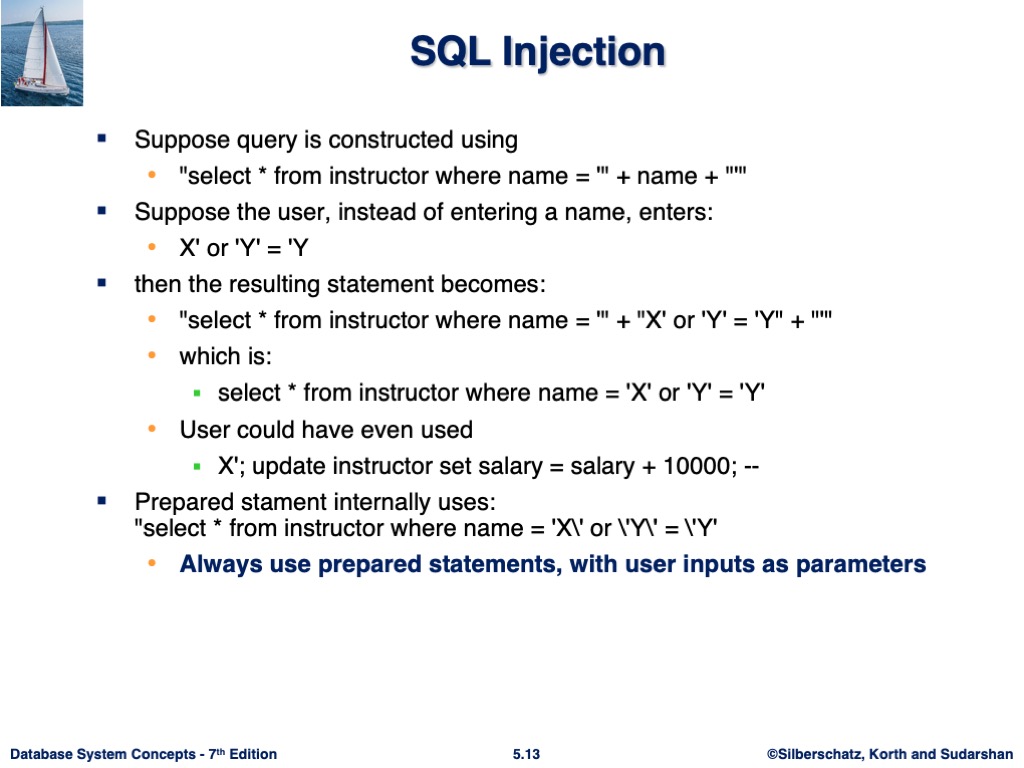 SQL Injection
▪ Suppose query is constructed using
• "select * from instructor where name = '" + name + "'"
▪ Suppose the user, instead of entering a name, enters:
• X' or 'Y' = 'Y
▪ then the resulting statement becomes:
• "select * from instructor where name = '" + "X' or 'Y' = 'Y" + "'"
• which is:
▪ select * from instructor where name = 'X' or 'Y' = 'Y'
• User could have even used
▪ X'; update instructor set salary = salary + 10000; --
▪ Prepared stament internally uses:
"select * from instructor where name = 'X\' or \'Y\' = \'Y'
• Always use prepared statements, with user inputs as parameters
Database System Concepts - 7th Edition
5.13
©Silberschatz, Korth and Sudarshan